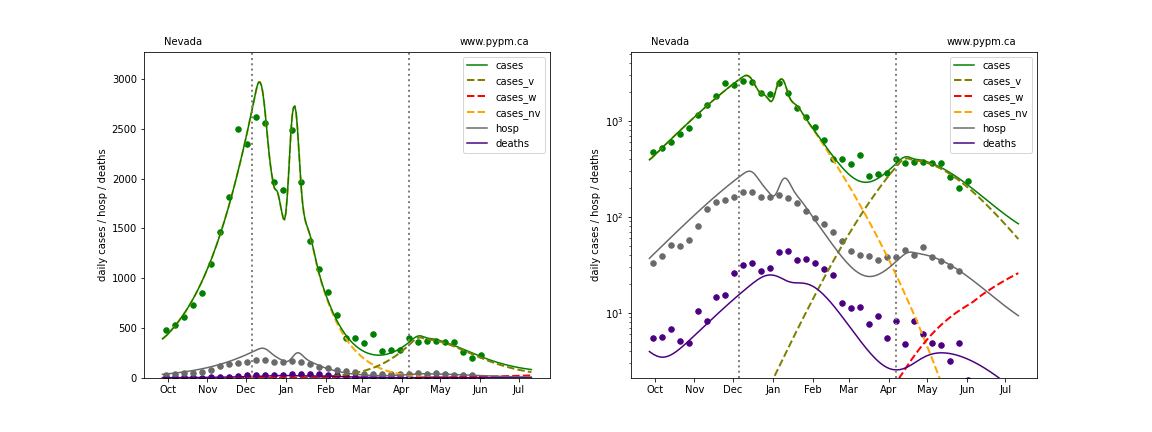 Nevada www.pypm.ca
3000
2500
2000
1500
1000
500
0
daily cases / hosp / deaths
cases
cases_v
cases_w
cases_nv
hosp
deaths
Oct Nov Dec Jan Feb Mar Apr May Jun Jul
Nevada www.pypm.ca
10³
10²
10¹
daily cases / hosp / deaths
cases
cases_v
cases_w
cases_nv
hosp
deaths
Oct Nov Dec Jan Feb Mar Apr May Jun Jul